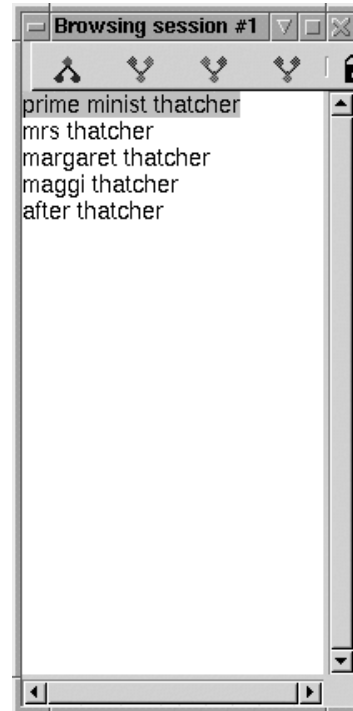 Browsing session #1
prime minist thatcher
mrs thatcher
margaret thatcher
maggi thatcher
after thatcher